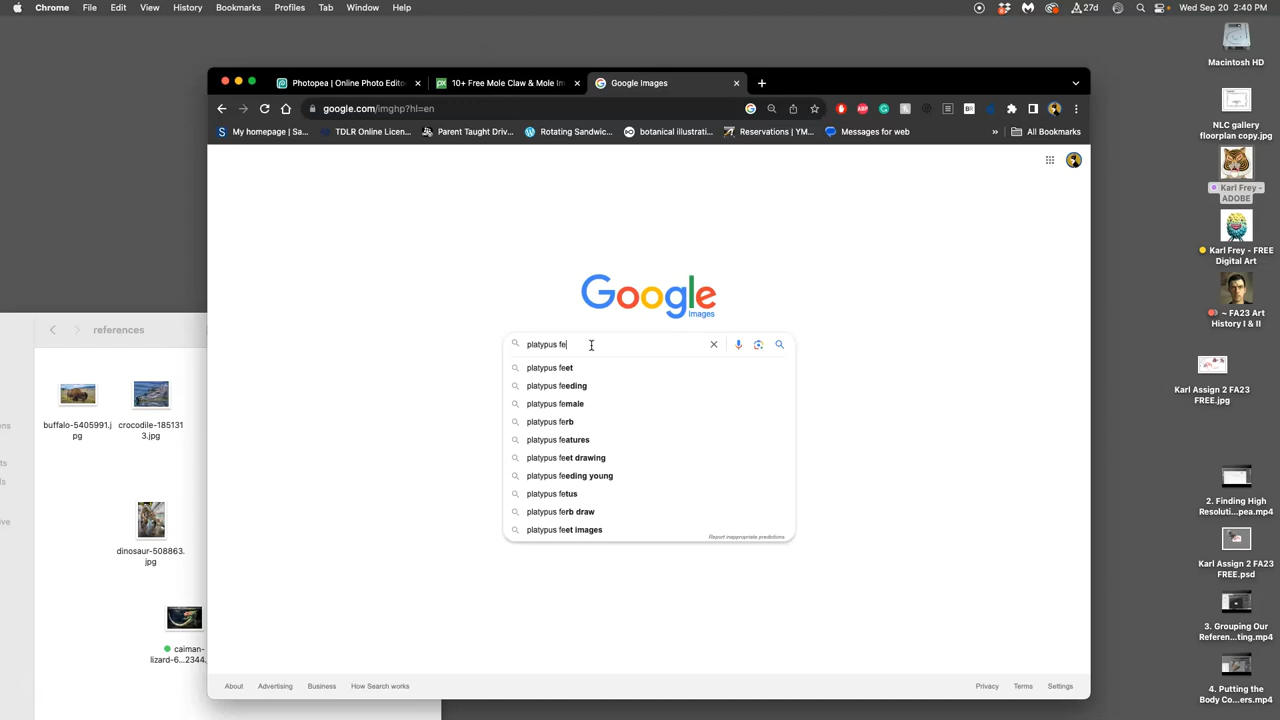 Chrome File Edit View History Bookmarks Profiles Tab Window Help
27d Wed Sep 20 2:40 PM
Photopea | Online Photo Edito
10+ Free Mole Claw & Mole Im
Google Images
google.com/imghp?hl=en
My homepage | Sa...
TDLR Online Licen...
Parent Taught Driv...
Rotating Sandwic...
botanical illustrati...
Reservations | YM...
Messages for web
»
All Bookmarks
Google
Images
platypus fe
platypus feet
platypus feeding
platypus female
platypus ferb
platypus features
platypus feet drawing
platypus feeding young
platypus fetus
platypus ferb draw
platypus feet images
Report inappropriate predictions
About Advertising Business How Search works
Privacy Terms Settings
references
buffalo-5405991.j
pg
crocodile-185131
3.jpg
dinosaur-508863.
jpg
caiman-
lizard-6...2344.
Macintosh HD
NLC gallery
floorplan copy.jpg
Karl Frey -
ADOBE
Karl Frey - FREE
Digital Art
~ FA23 Art
History I & II
Karl Assign 2 FA23
FREE.jpg
2. Finding High
Resoluti...pea.mp4
Karl Assign 2 FA23
FREE.psd
3. Grouping Our
Referen...ting.mp4
4. Putting the
Body Co...ers.mp4